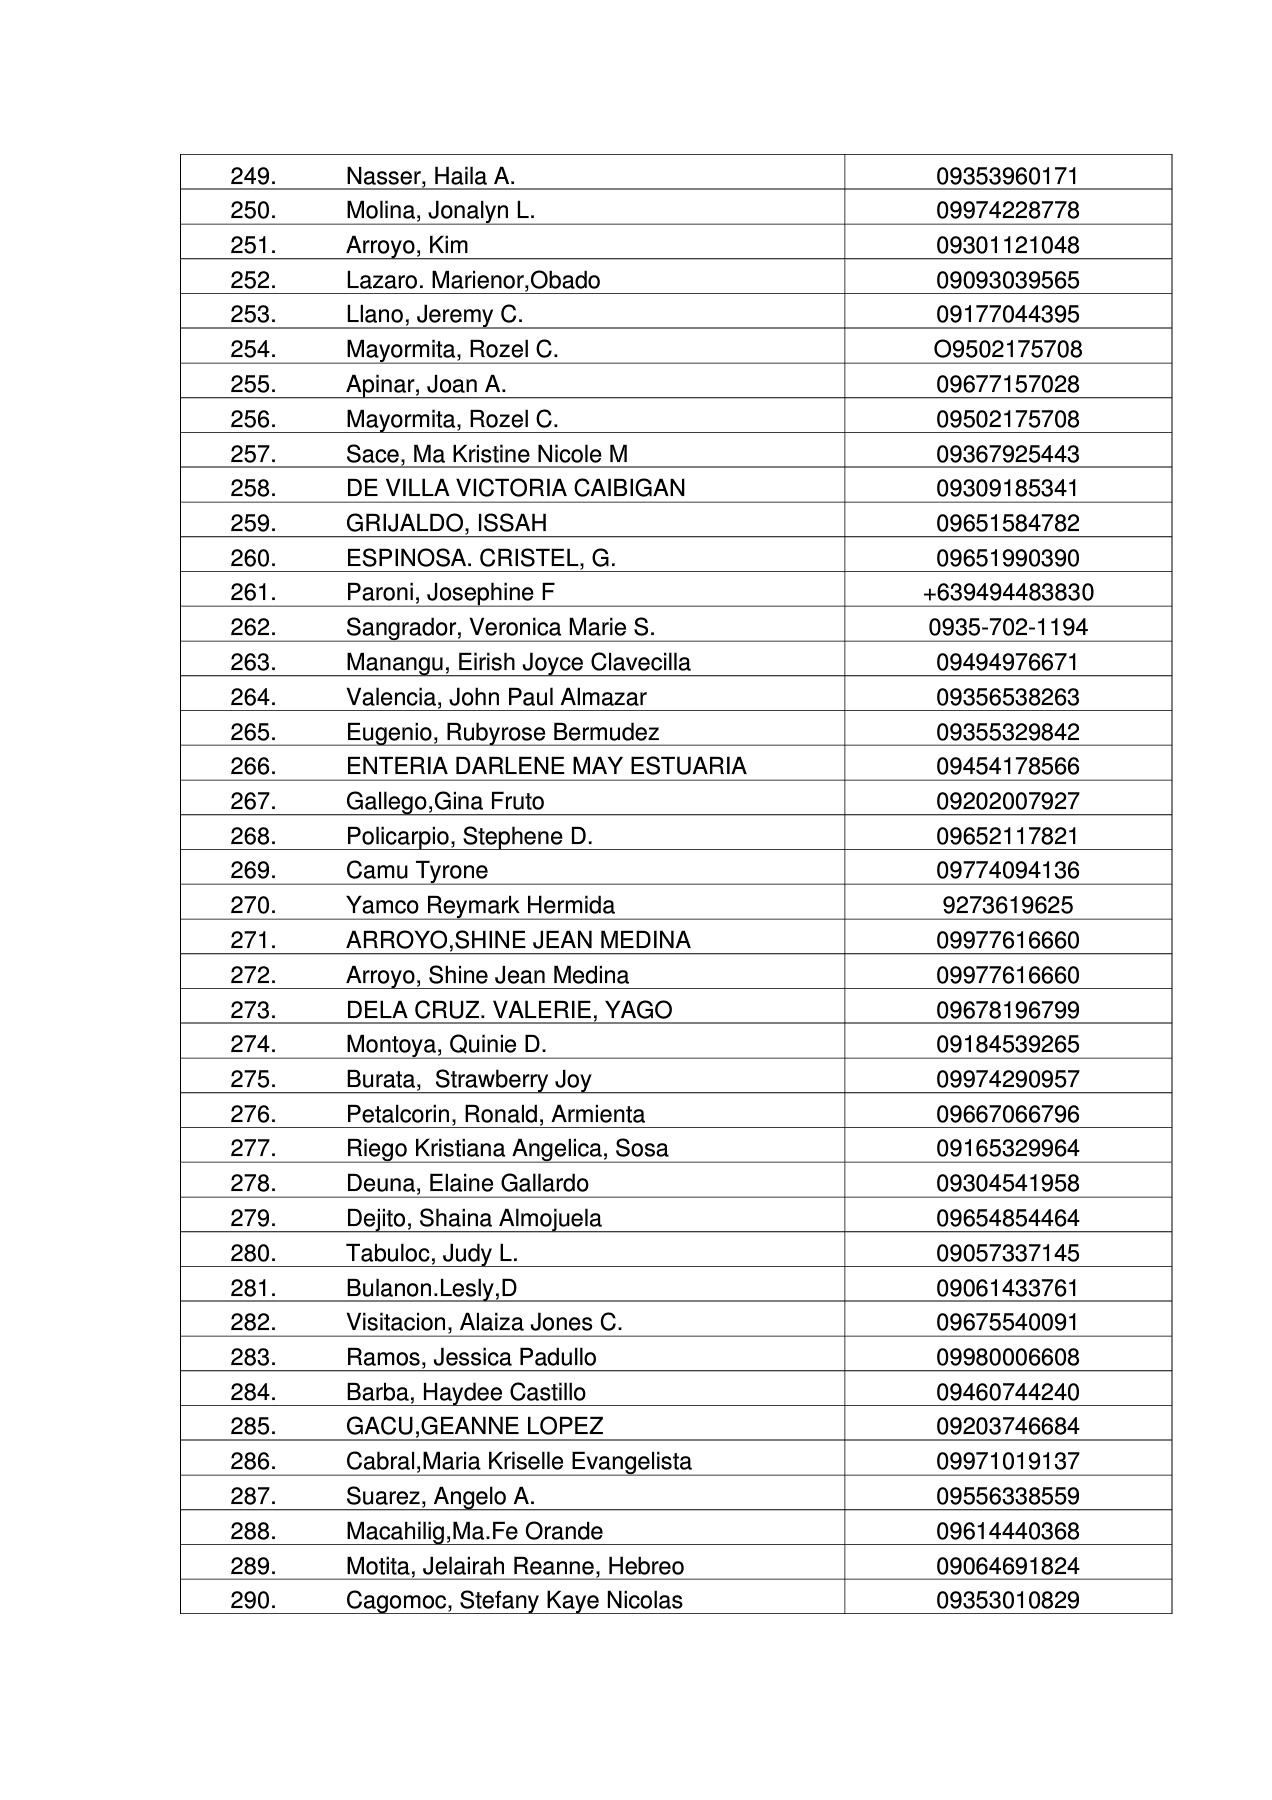 249. Nasser, Haila A. 09353960171
250. Molina, Jonalyn L. 09974228778
251. Arroyo, Kim 09301121048
252. Lazaro. Marienor,Obado 09093039565
253. Llano, Jeremy C. 09177044395
254. Mayormita, Rozel C. O9502175708
255. Apinar, Joan A. 09677157028
256. Mayormita, Rozel C. 09502175708
257. Sace, Ma Kristine Nicole M 09367925443
258. DE VILLA VICTORIA CAIBIGAN 09309185341
259. GRIJALDO, ISSAH 09651584782
260. ESPINOSA. CRISTEL, G. 09651990390
261. Paroni, Josephine F +639494483830
262. Sangrador, Veronica Marie S. 0935-702-1194
263. Manangu, Eirish Joyce Clavecilla 09494976671
264. Valencia, John Paul Almazar 09356538263
265. Eugenio, Rubyrose Bermudez 09355329842
266. ENTERIA DARLENE MAY ESTUARIA 09454178566
267. Gallego,Gina Fruto 09202007927
268. Policarpio, Stephene D. 09652117821
269. Camu Tyrone 09774094136
270. Yamco Reymark Hermida 9273619625
271. ARROYO,SHINE JEAN MEDINA 09977616660
272. Arroyo, Shine Jean Medina 09977616660
273. DELA CRUZ. VALERIE, YAGO 09678196799
274. Montoya, Quinie D. 09184539265
275. Burata,  Strawberry Joy 09974290957
276. Petalcorin, Ronald, Armienta 09667066796
277. Riego Kristiana Angelica, Sosa 09165329964
278. Deuna, Elaine Gallardo 09304541958
279. Dejito, Shaina Almojuela 09654854464
280. Tabuloc, Judy L. 09057337145
281. Bulanon.Lesly,D 09061433761
282. Visitacion, Alaiza Jones C. 09675540091
283. Ramos, Jessica Padullo 09980006608
284. Barba, Haydee Castillo 09460744240
285. GACU,GEANNE LOPEZ 09203746684
286. Cabral,Maria Kriselle Evangelista 09971019137
287. Suarez, Angelo A. 09556338559
288. Macahilig,Ma.Fe Orande 09614440368
289. Motita, Jelairah Reanne, Hebreo 09064691824
290. Cagomoc, Stefany Kaye Nicolas 09353010829